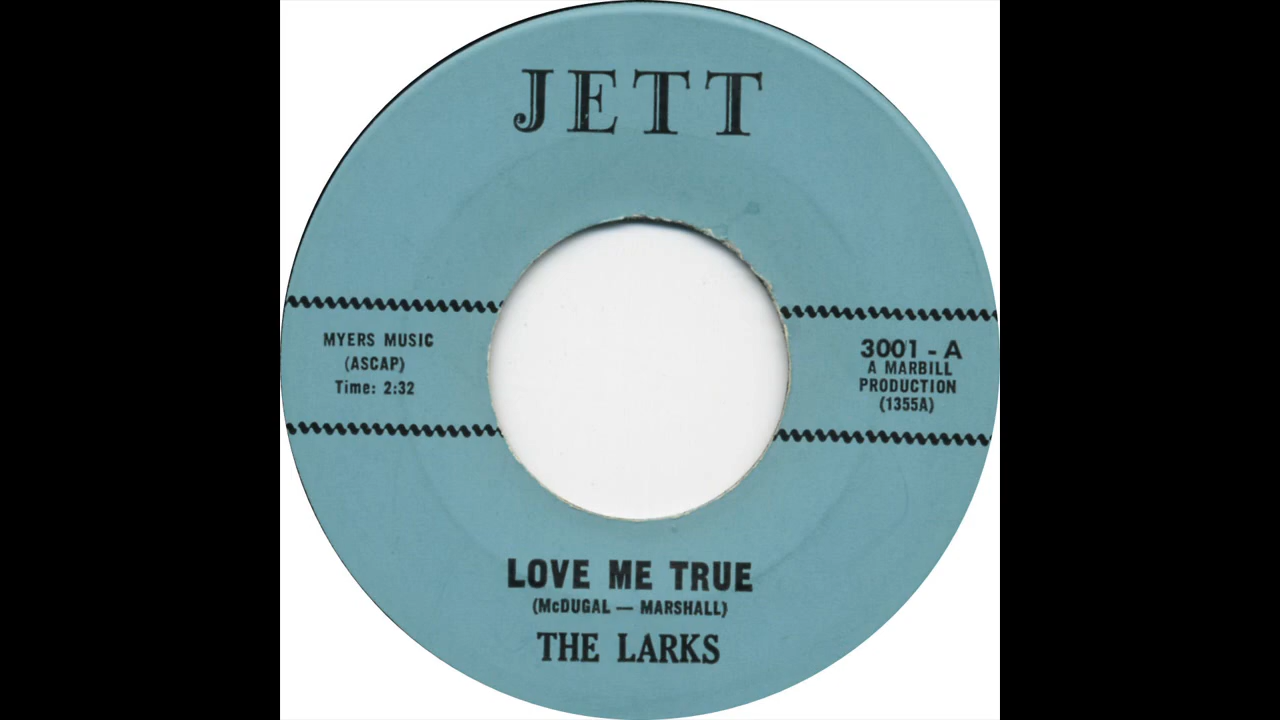 JETT
MYERS MUSIC
(ASCAP)
Time: 2:32
3001 - A
A MARBILL
PRODUCTION
(1355A)
LOVE ME TRUE
(McDUGAL — MARSHALL)
THE LARKS